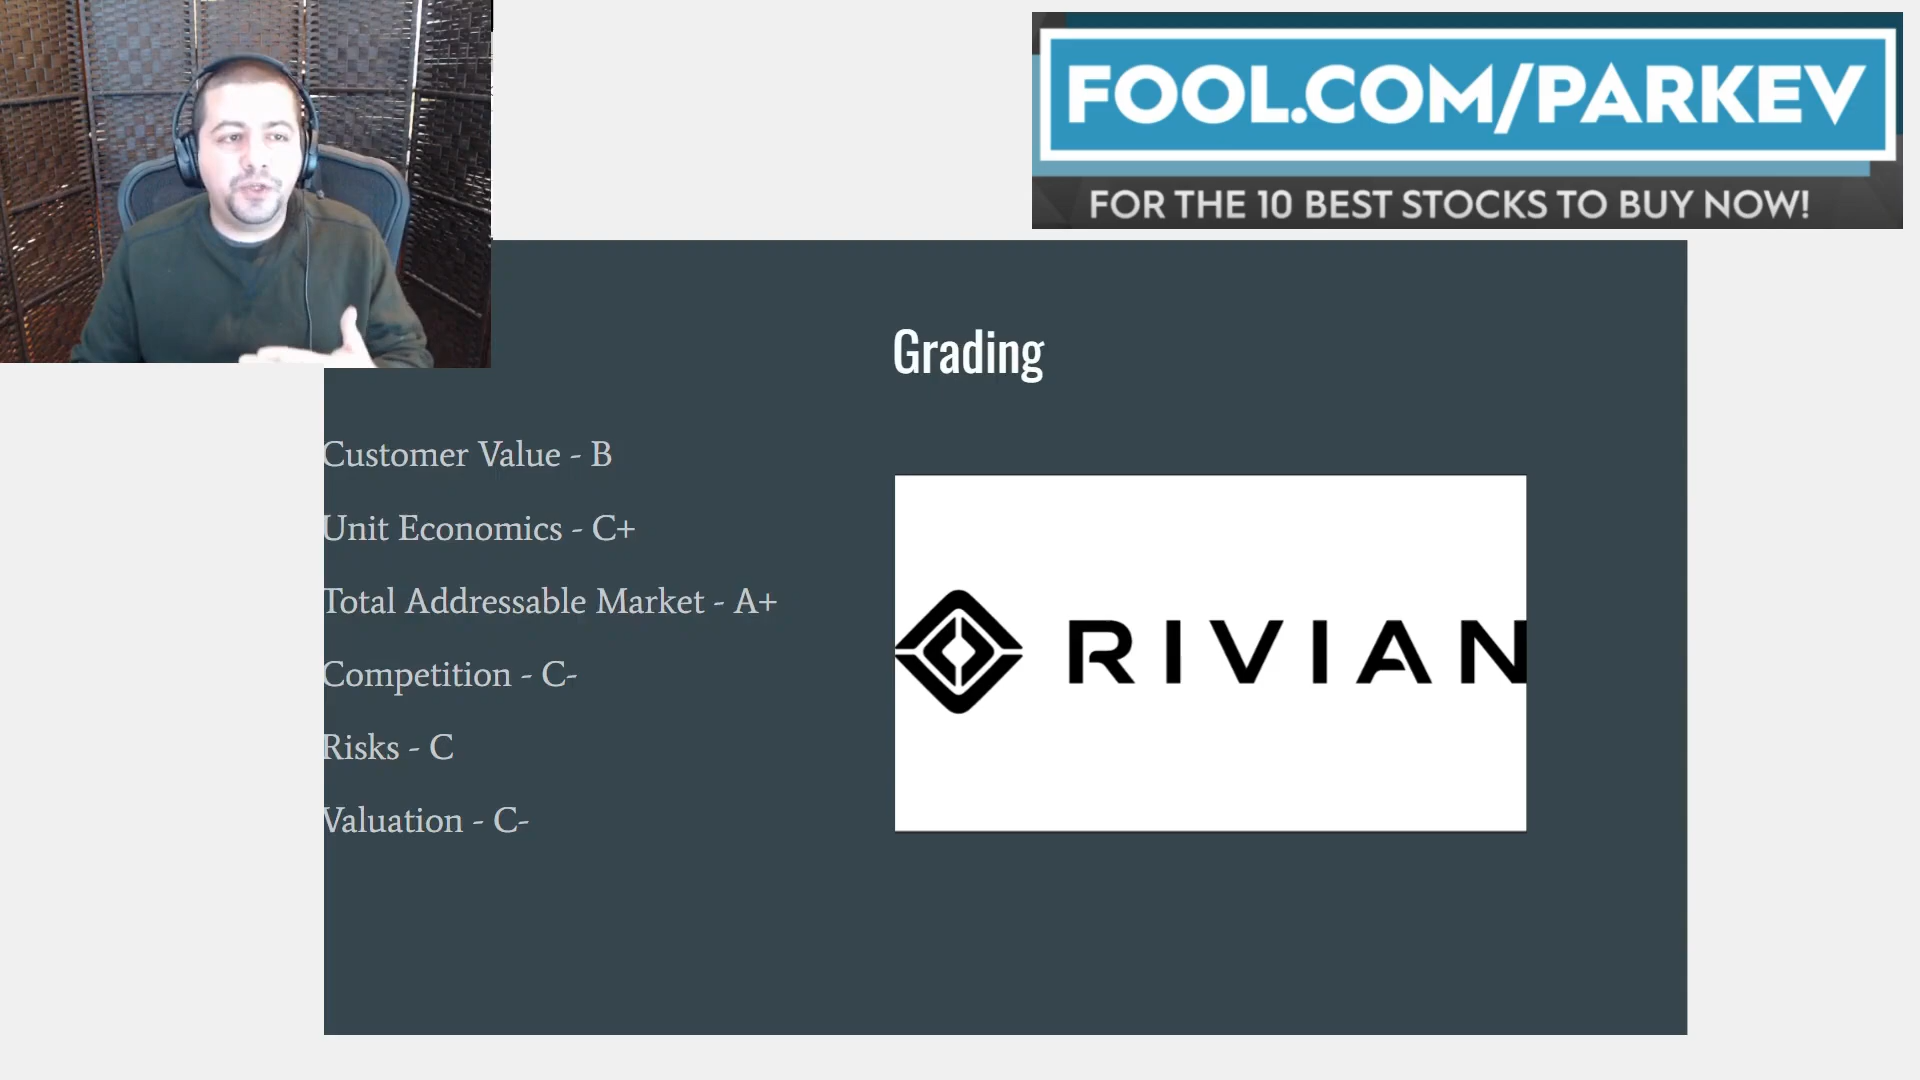 FOOL.COM/PARKEV
FOR THE 10 BEST STOCKS TO BUY NOW!
Grading
Customer Value - B
Unit Economics - C+
Total Addressable Market - A+
Competition - C-
Risks - C
Valuation - C-
RIVIAN